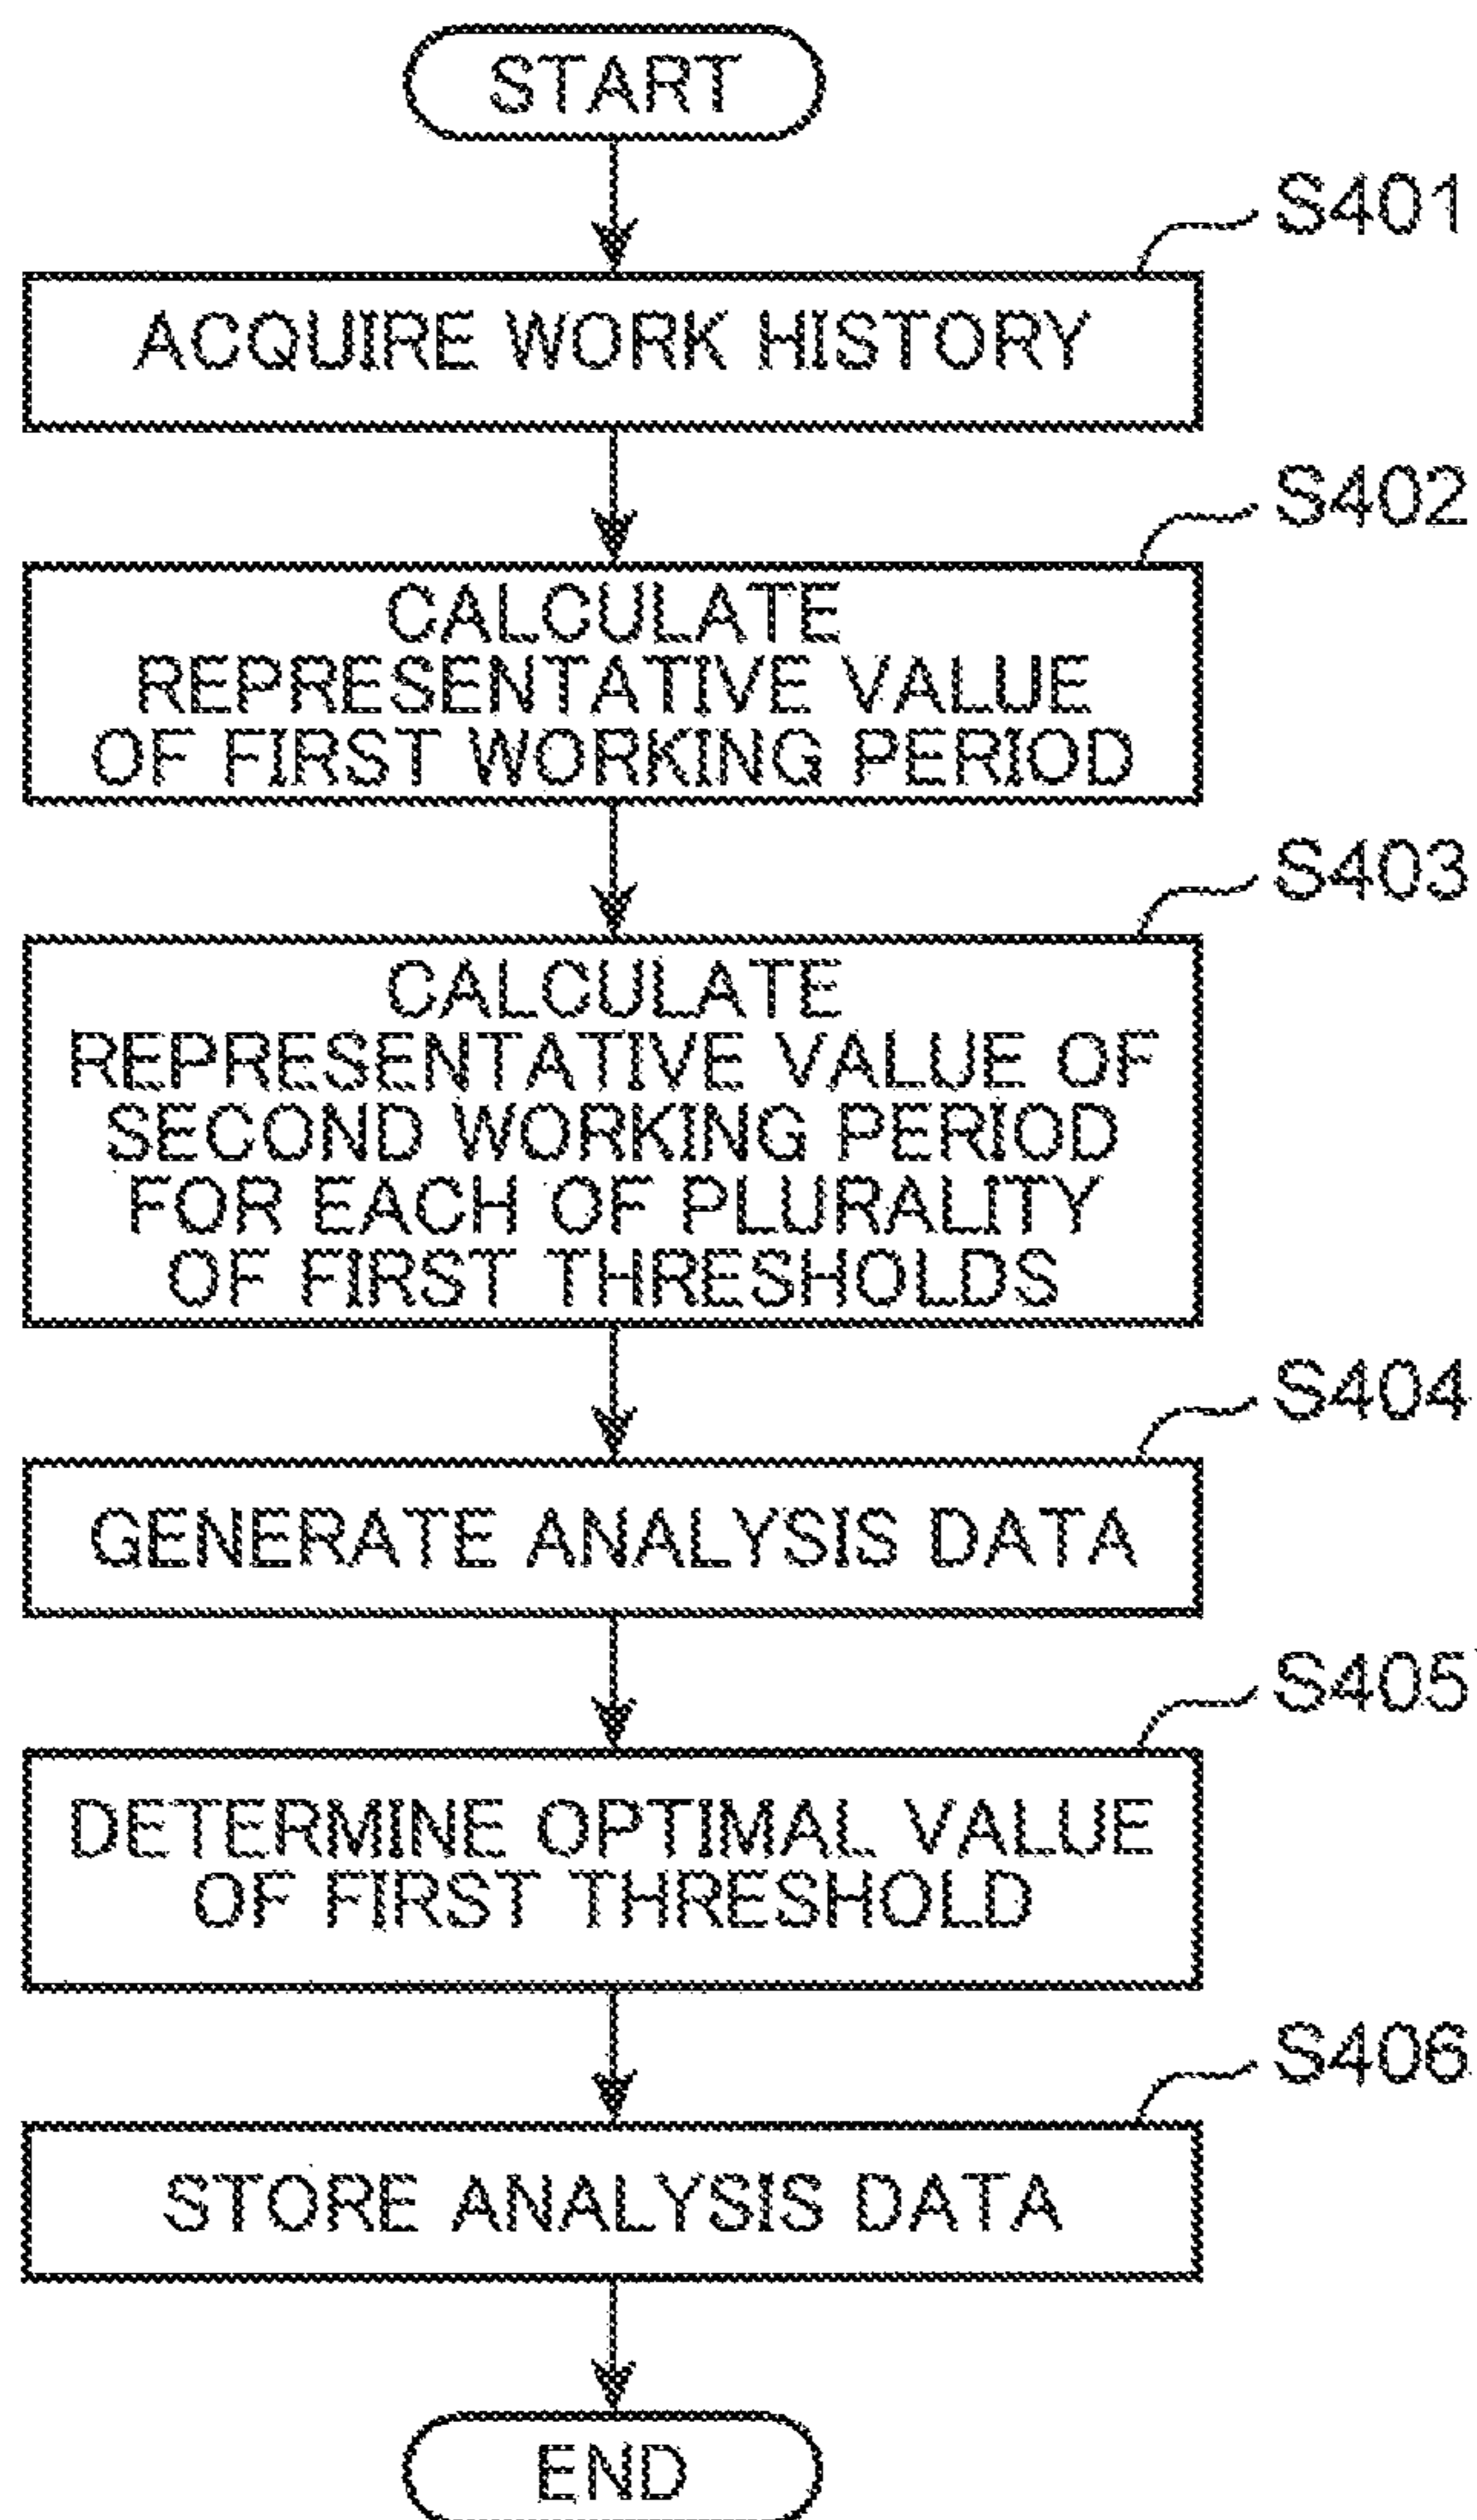 START
S401
ACQUIRE WORK HISTORY
S402
CALCULATE
REPRESENTATIVE VALUE
OF FIRST WORKING PERIOD
S403
CALCULATE
REPRESENTATIVE VALUE OF
SECOND WORKING PERIOD
FOR EACH OF PLURALITY
OF FIRST THRESHOLDS
S404
GENERATE ANALYSIS DATA
S405
DETERMINE OPTIMAL VALUE
OF FIRST THRESHOLD
S406
STORE ANALYSIS DATA
END